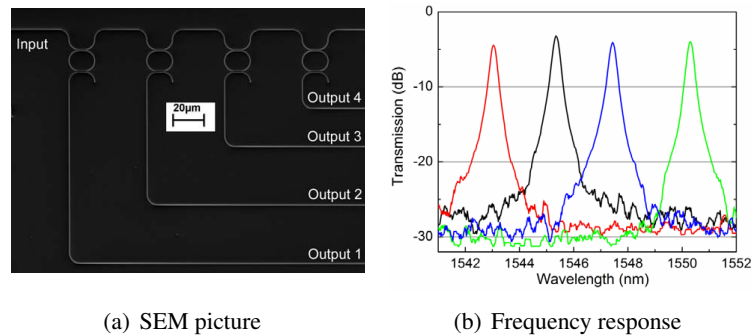 Input
20µm
Output 4
Output 3
Output 2
Output 1
(a) SEM picture
Transmission (dB)
0
-10
-20
-30
1542 1544 1546 1548 1550 1552
Wavelength (nm)
(b) Frequency response